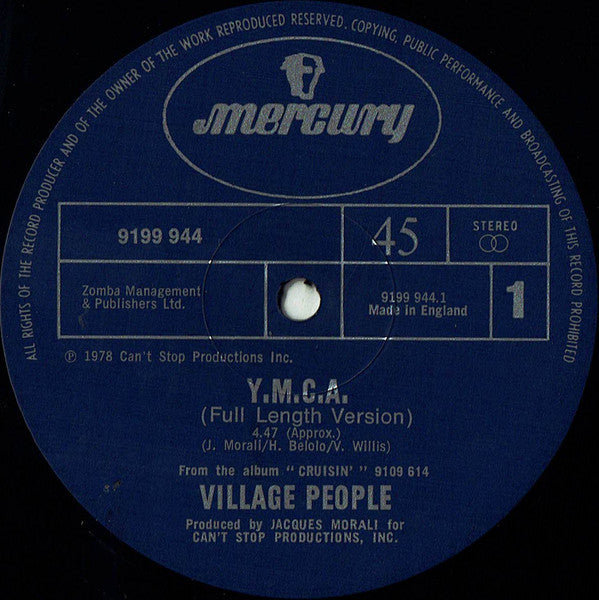 ALL RIGHTS OF THE RECORD PRODUCER AND OF THE OWNER OF THE WORK REPRODUCED RESERVED. COPYING, PUBLIC PERFORMANCE AND BROADCASTING OF THIS RECORD PROHIBITED
mercury
9199 944
45
STEREO
Zomba Management
& Publishers Ltd.
9199 944.1
Made in England
1
℗ 1978 Can't Stop Productions Inc.
Y.M.C.A.
(Full Length Version)
4.47 (Approx.)
(J. Morali/H. Belolo/V. Willis)
From the album "CRUISIN'" 9109 614
VILLAGE PEOPLE
Produced by JACQUES MORALI for
CAN'T STOP PRODUCTIONS, INC.